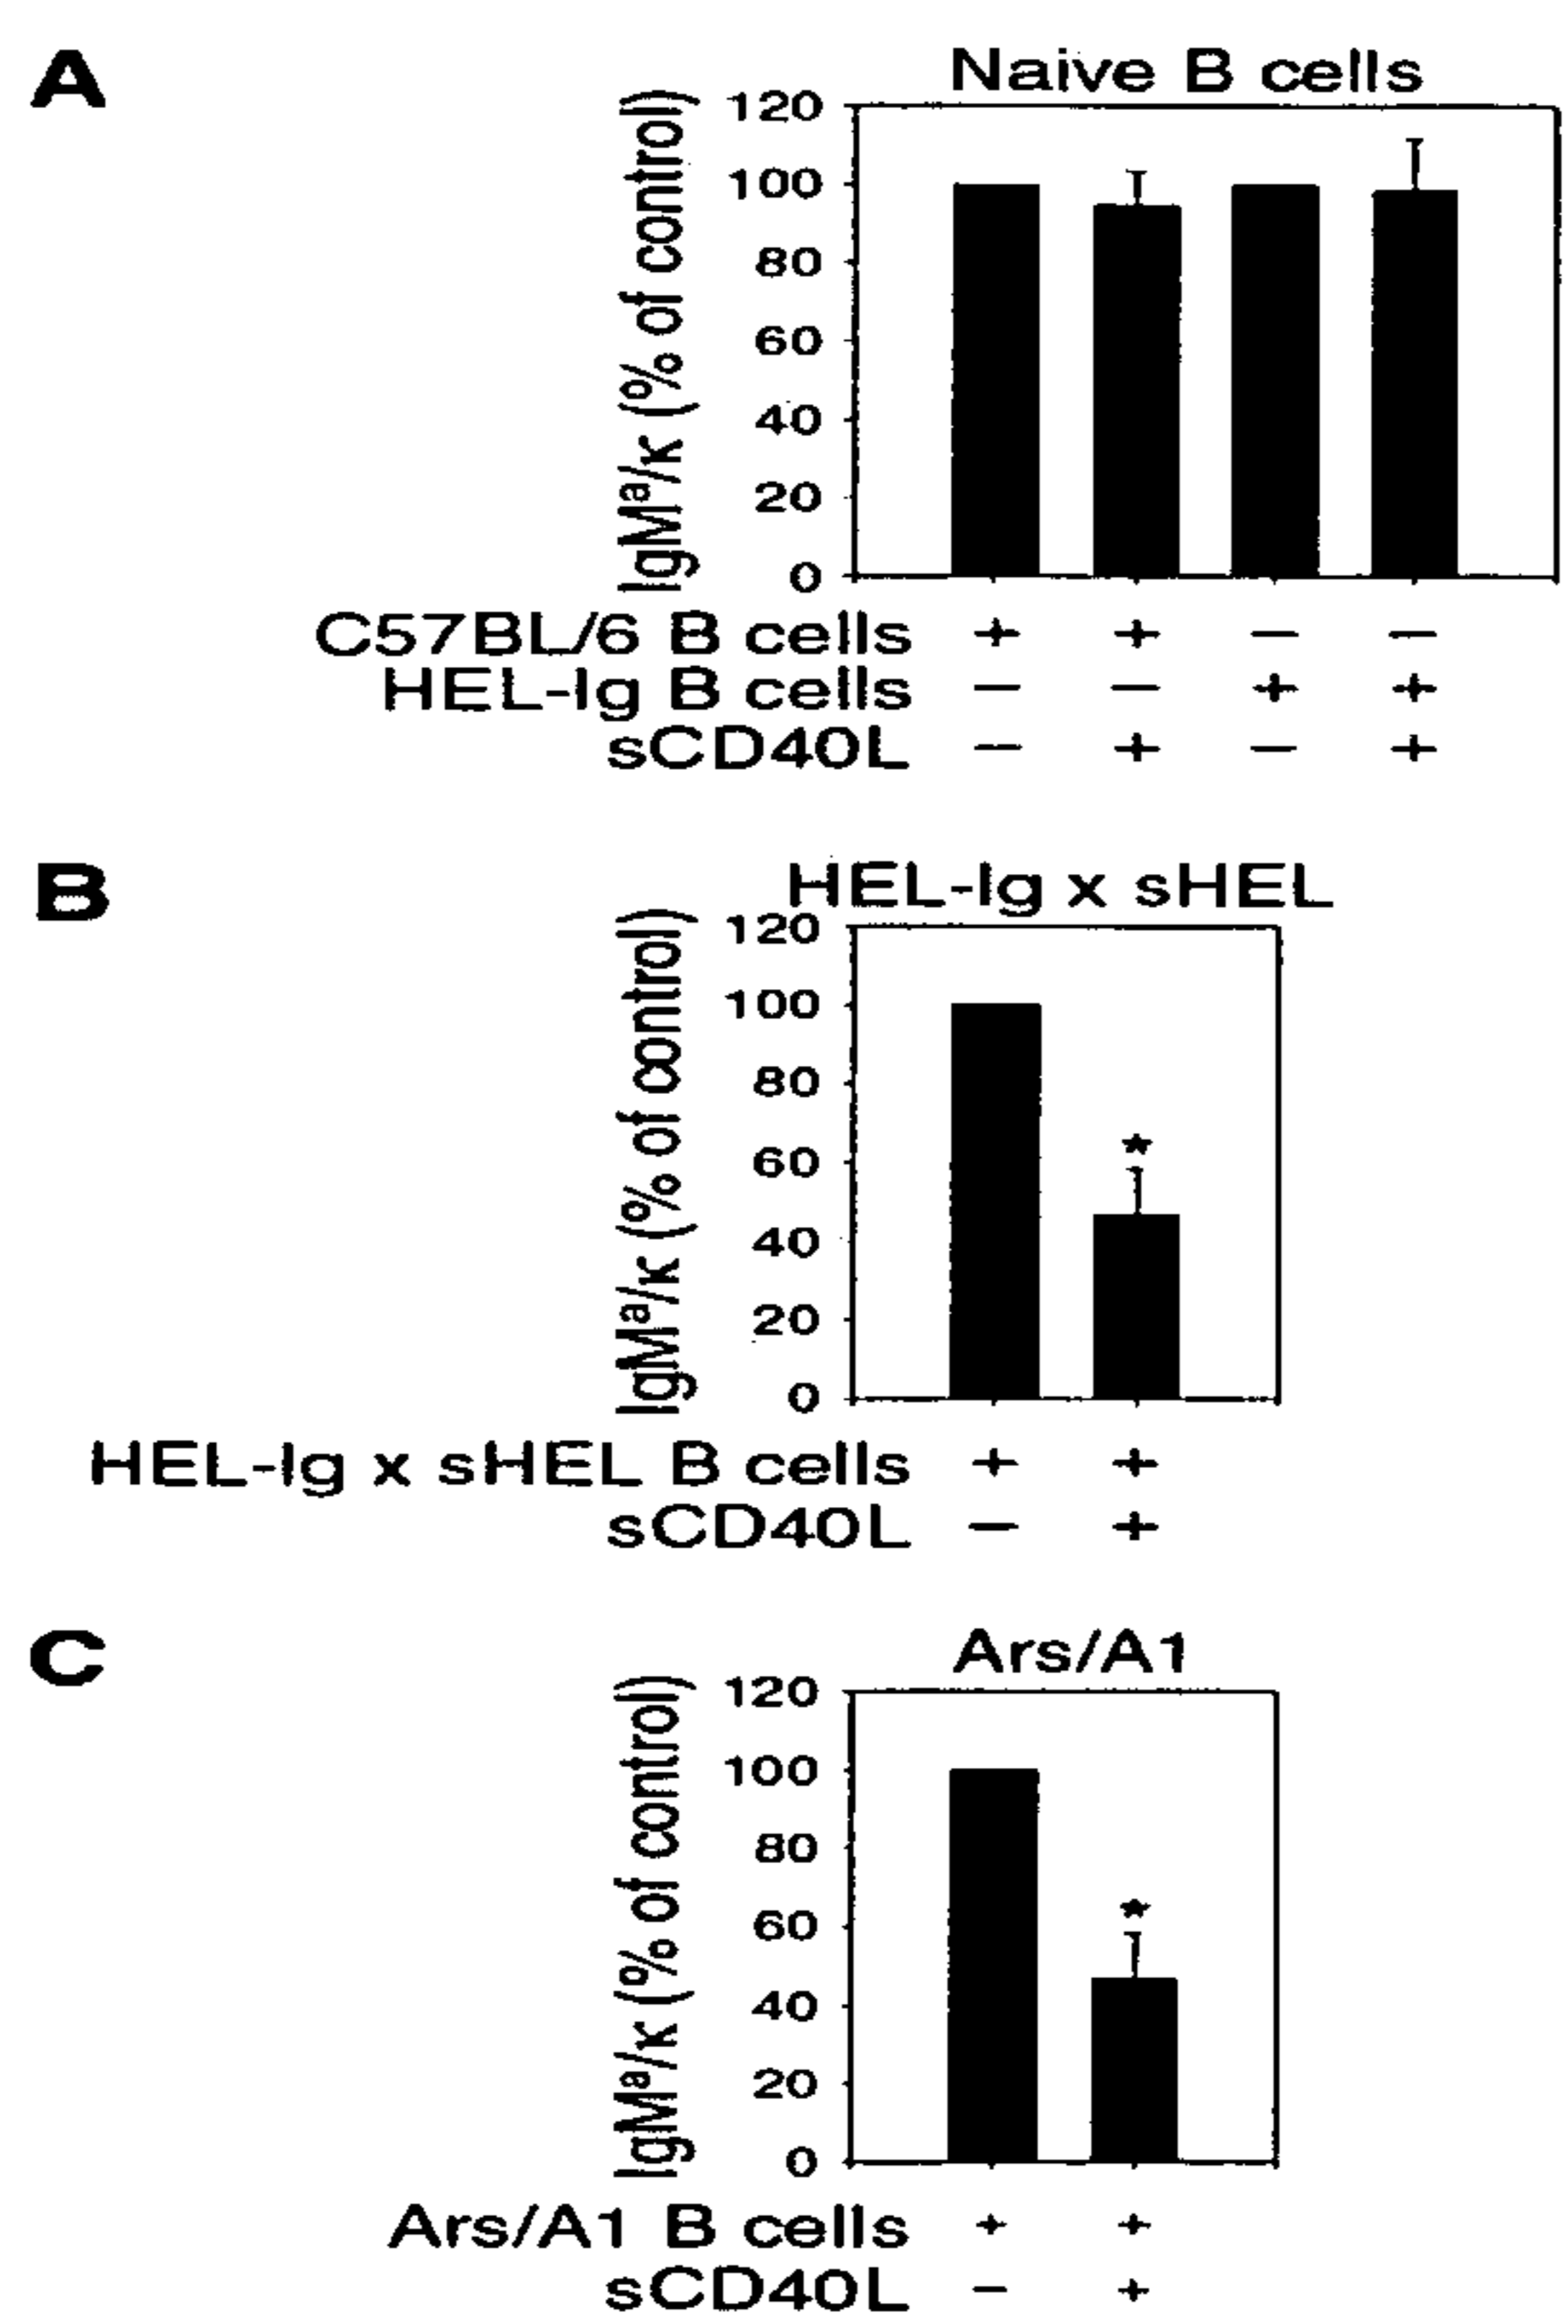 A
Naive B cells
IgMª/κ (% of control)
120
100
80
60
40
20
0
C57BL/6 B cells + + – –
HEL-Ig B cells – – + +
sCD40L – + – +
B
HEL-Ig x sHEL
IgMª/κ (% of control)
120
100
80
60
40
20
0
*
HEL-Ig x sHEL B cells + +
sCD40L – +
C
Ars/A1
IgMª/κ (% of control)
120
100
80
60
40
20
0
*
Ars/A1 B cells + +
sCD40L – +